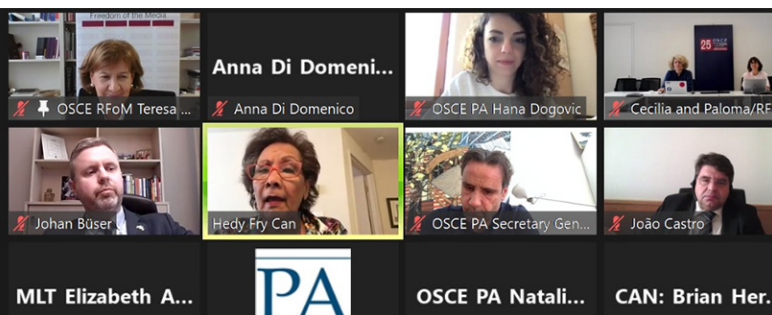 Freedom of the Media
OSCE RFoM Teresa ...
Anna Di Domeni...
Anna Di Domenico
OSCE PA Hana Dogovic
25
Cecilia and Paloma/RF
Johan Büser
Hedy Fry Can
OSCE PA Secretary Gen...
João Castro
MLT Elizabeth A...
PA
OSCE PA Natali...
CAN: Brian Her.